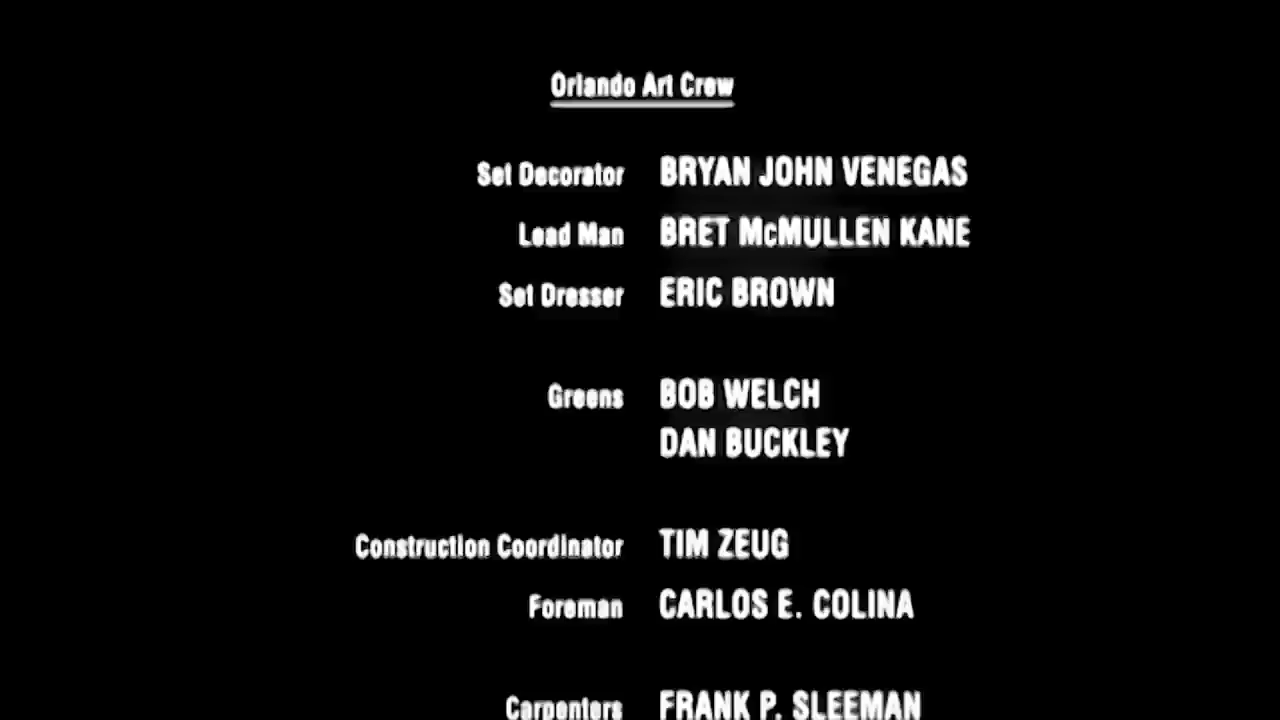 Orlando Art Crew
Set Decorator BRYAN JOHN VENEGAS
Lead Man BRET McMULLEN KANE
Set Dresser ERIC BROWN
Greens BOB WELCH
DAN BUCKLEY
Construction Coordinator TIM ZEUG
Foreman CARLOS E. COLINA
Carpenters FRANK P. SLEEMAN